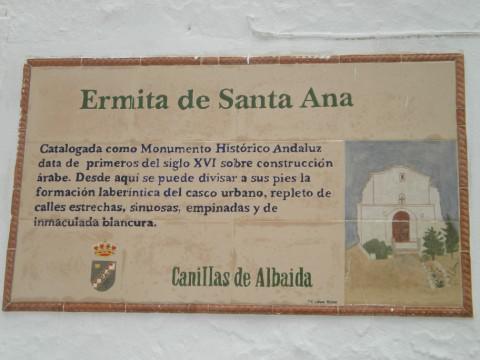 Ermita de Santa Ana
Catalogada como Monumento Histórico Andaluz
data de primeros del siglo XVI sobre construcción
árabe. Desde aquí se puede divisar a sus pies la
formación laberíntica del casco urbano, repleto de
calles estrechas, sinuosas, empinadas y de
inmaculada blancura.
Canillas de Albaida